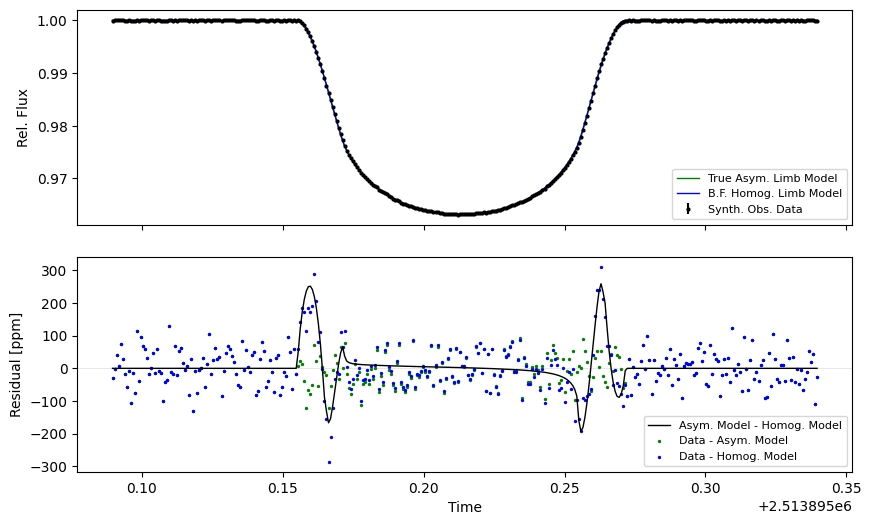 1.00
0.99
0.98
0.97
Rel. Flux
True Asym. Limb Model
B.F. Homog. Limb Model
Synth. Obs. Data
300
200
100
0
−100
−200
−300
Residual [ppm]
Asym. Model - Homog. Model
Data - Asym. Model
Data - Homog. Model
0.10 0.15 0.20 0.25 0.30 0.35
Time
+2.513895e6